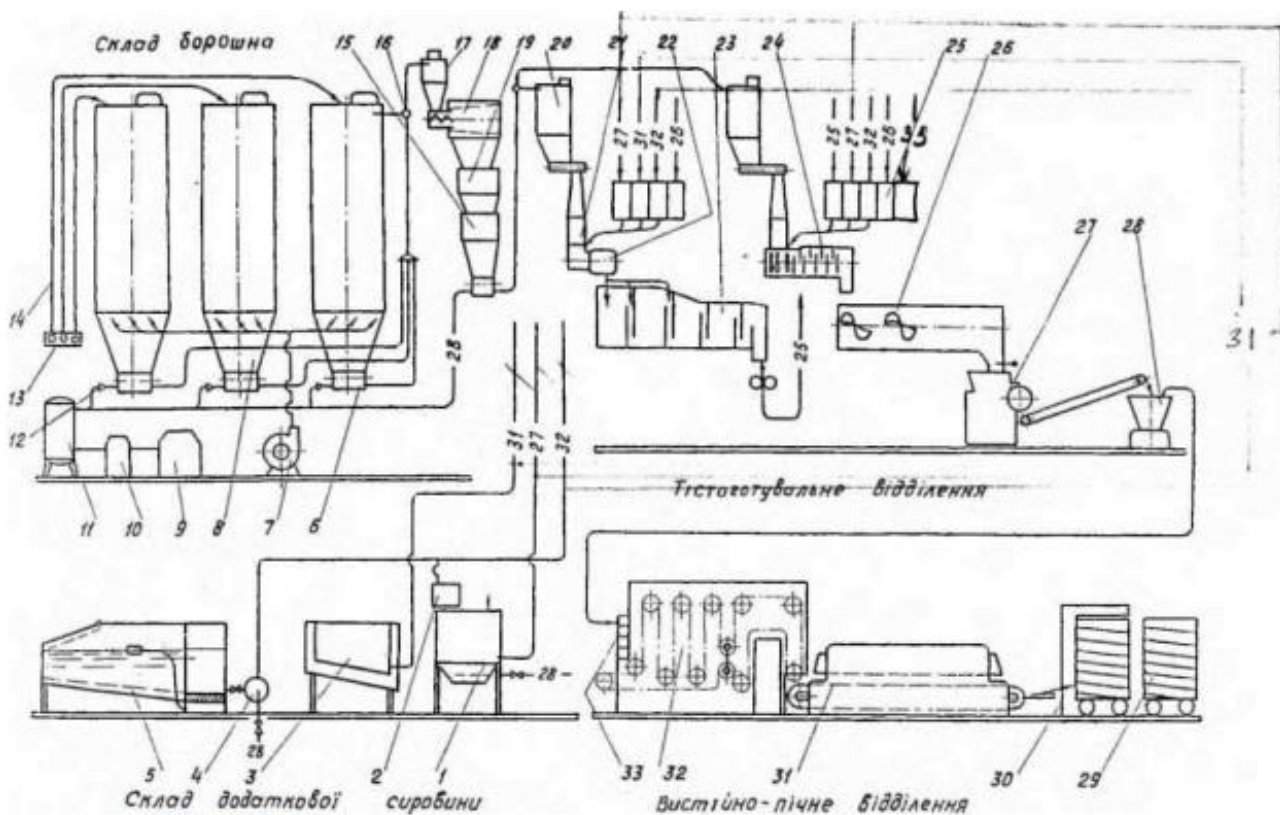 Склад борошна
15 16 17 18 19 20 21 22 23 24 25 26
27 31 32 26
25 27 32 26
14
13
27 28
28
25
31
12
31 27 32
11 10 9 8 7 6
Тістоготувальне відділення
28
28
5 4 3 2 1
33 32 31 30 29
Склад додаткової сировини
Вистійно-пічне відділення